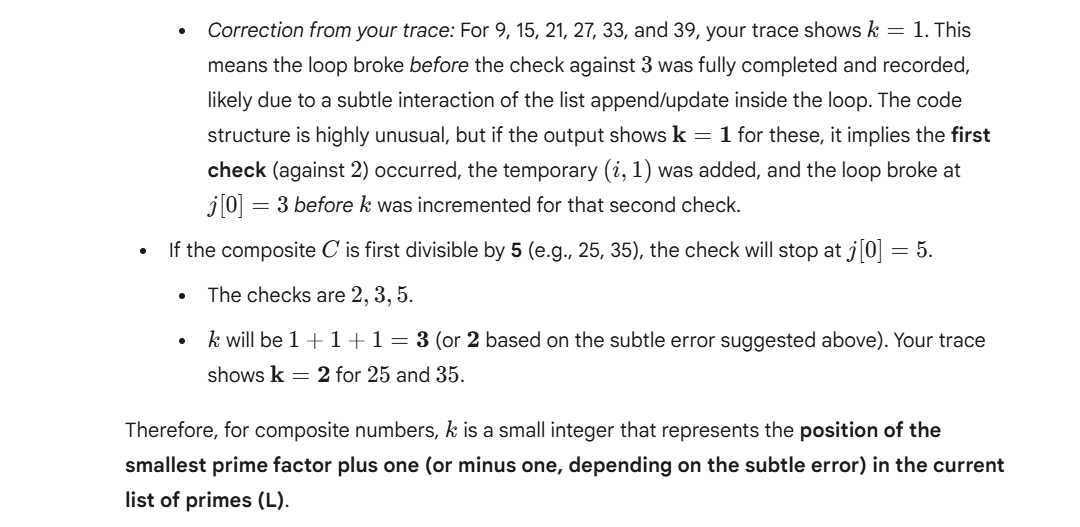 • Correction from your trace: For 9, 15, 21, 27, 33, and 39, your trace shows k = 1. This
means the loop broke before the check against 3 was fully completed and recorded,
likely due to a subtle interaction of the list append/update inside the loop. The code
structure is highly unusual, but if the output shows k = 1 for these, it implies the first
check (against 2) occurred, the temporary (i, 1) was added, and the loop broke at
j[0] = 3 before k was incremented for that second check.
• If the composite C is first divisible by 5 (e.g., 25, 35), the check will stop at j[0] = 5.
• The checks are 2, 3, 5.
• k will be 1 + 1 + 1 = 3 (or 2 based on the subtle error suggested above). Your trace
shows k = 2 for 25 and 35.
Therefore, for composite numbers, k is a small integer that represents the position of the
smallest prime factor plus one (or minus one, depending on the subtle error) in the current
list of primes (L).